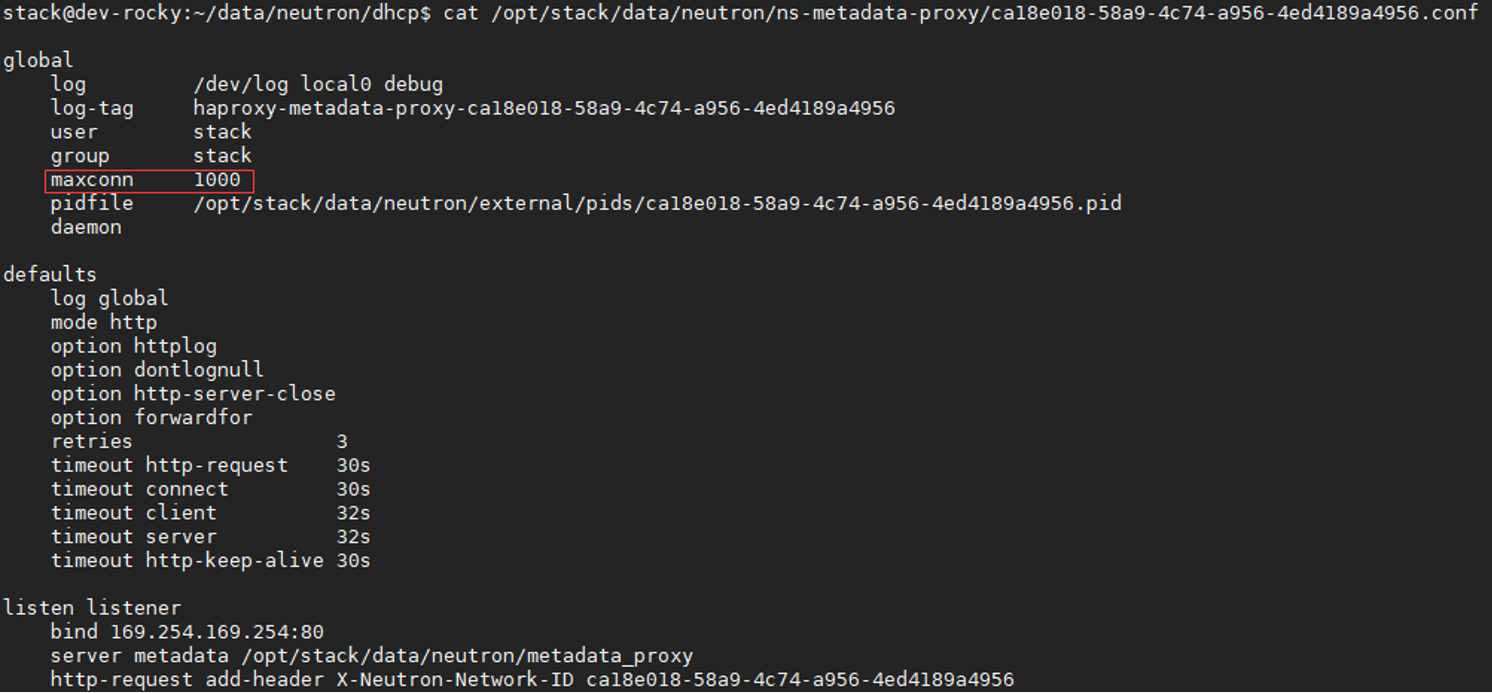 stack@dev-rocky:~/data/neutron/dhcp$ cat /opt/stack/data/neutron/ns-metadata-proxy/ca18e018-58a9-4c74-a956-4ed4189a4956.conf
global
    log         /dev/log local0 debug
    log-tag     haproxy-metadata-proxy-ca18e018-58a9-4c74-a956-4ed4189a4956
    user        stack
    group       stack
    maxconn     1000
    pidfile     /opt/stack/data/neutron/external/pids/ca18e018-58a9-4c74-a956-4ed4189a4956.pid
    daemon
defaults
    log global
    mode http
    option httplog
    option dontlognull
    option http-server-close
    option forwardfor
    retries                 3
    timeout http-request    30s
    timeout connect         30s
    timeout client          32s
    timeout server          32s
    timeout http-keep-alive 30s
listen listener
    bind 169.254.169.254:80
    server metadata /opt/stack/data/neutron/metadata_proxy
    http-request add-header X-Neutron-Network-ID ca18e018-58a9-4c74-a956-4ed4189a4956